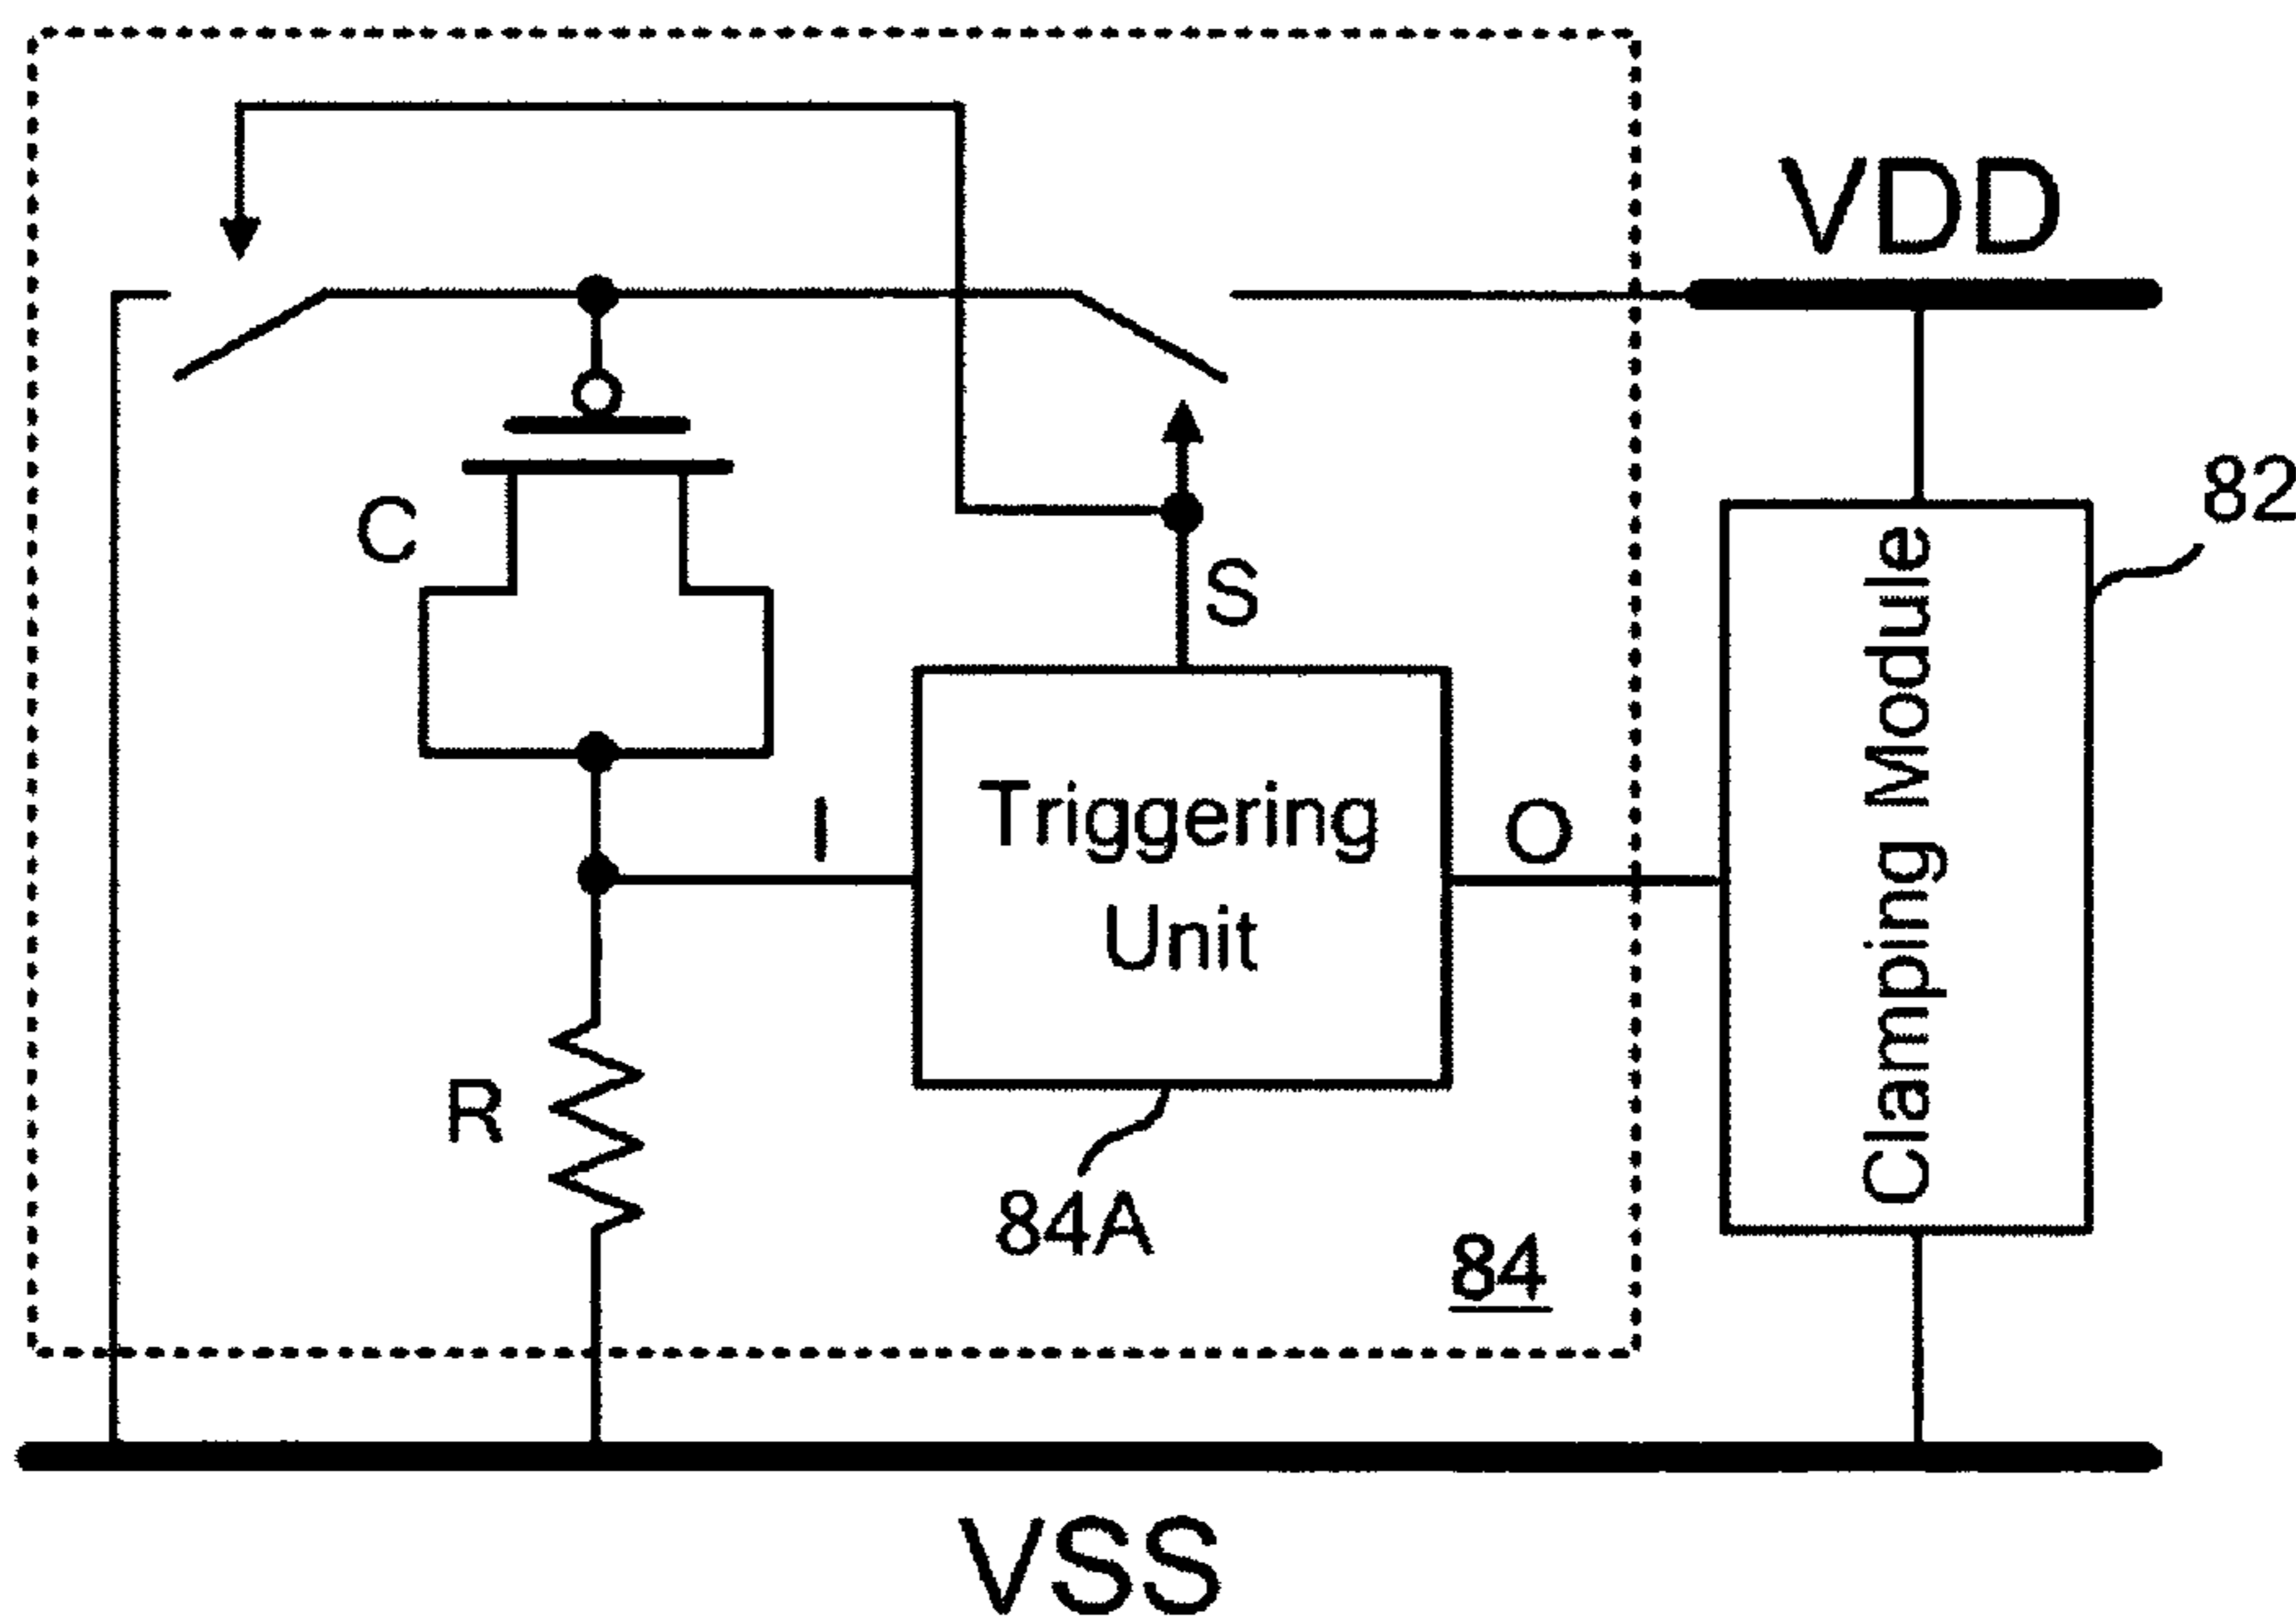 VDD
82
C
S
I
Triggering
Unit
O
Clamping Module
R
84A
84
VSS